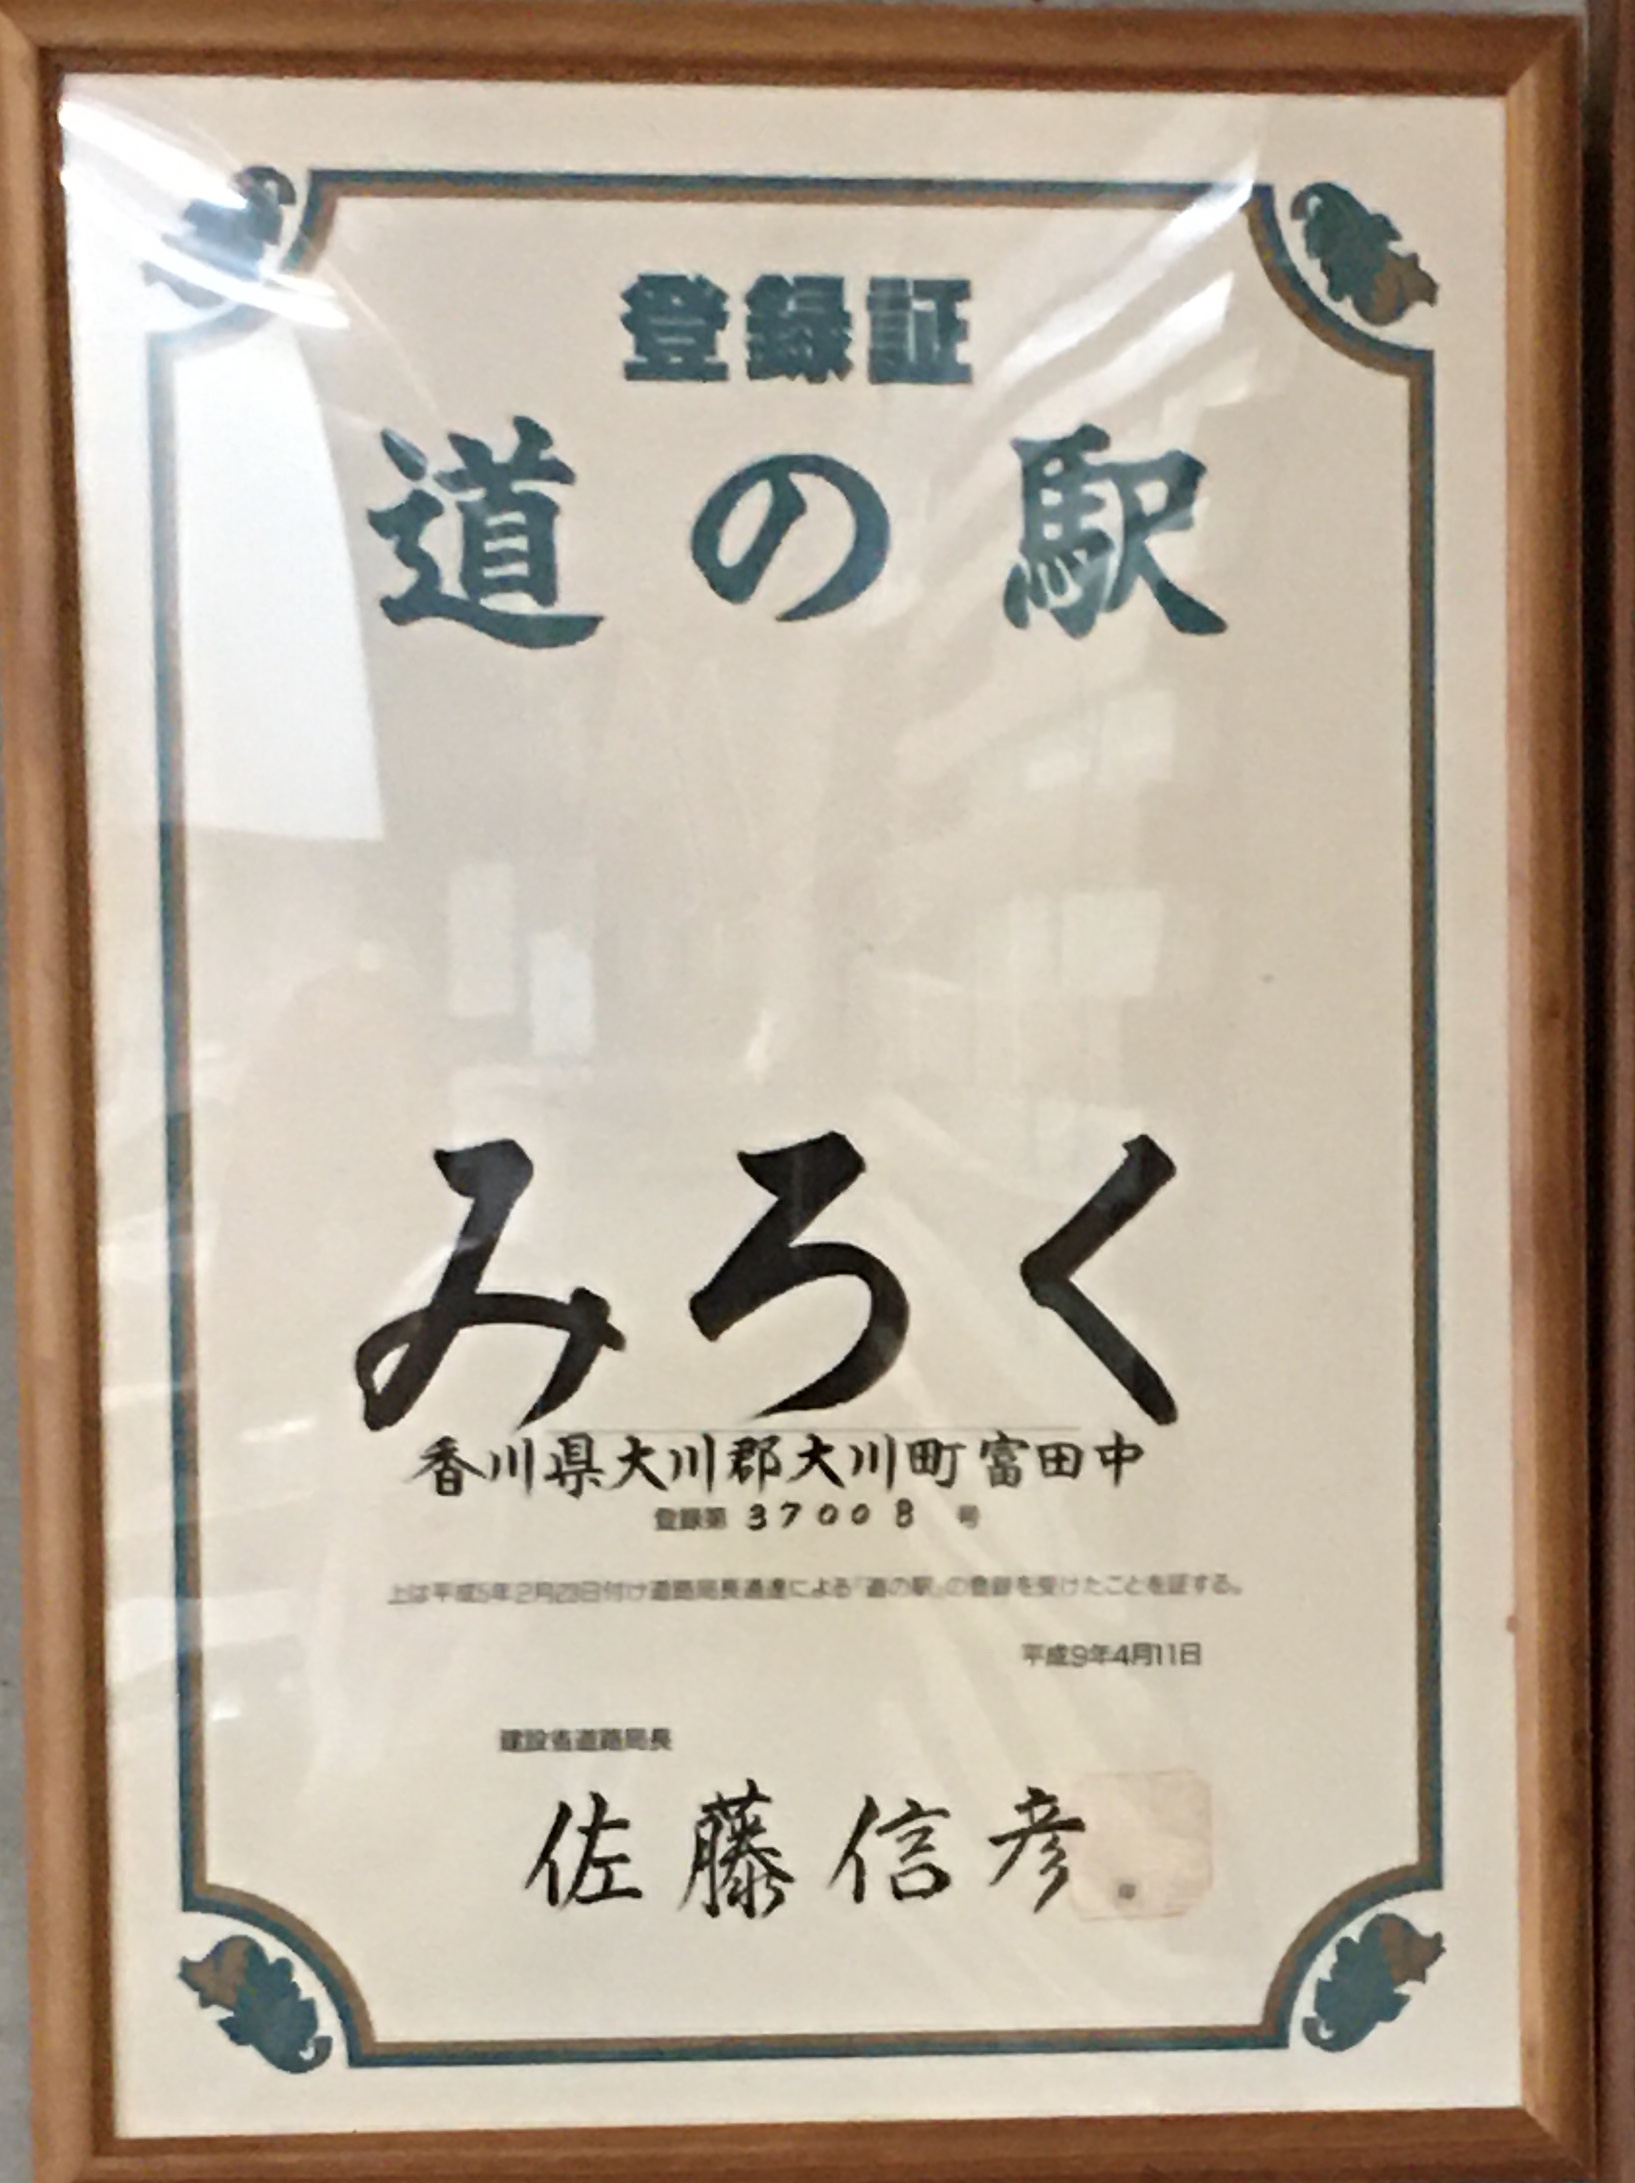 登録証
道の駅
みろく
香川県大川郡大川町富田中
登録第 37008 号
上は平成5年2月23日付け道路局長通達による「道の駅」の登録を受けたことを証する。
平成9年4月11日
建設省道路局長
佐藤信彦
印